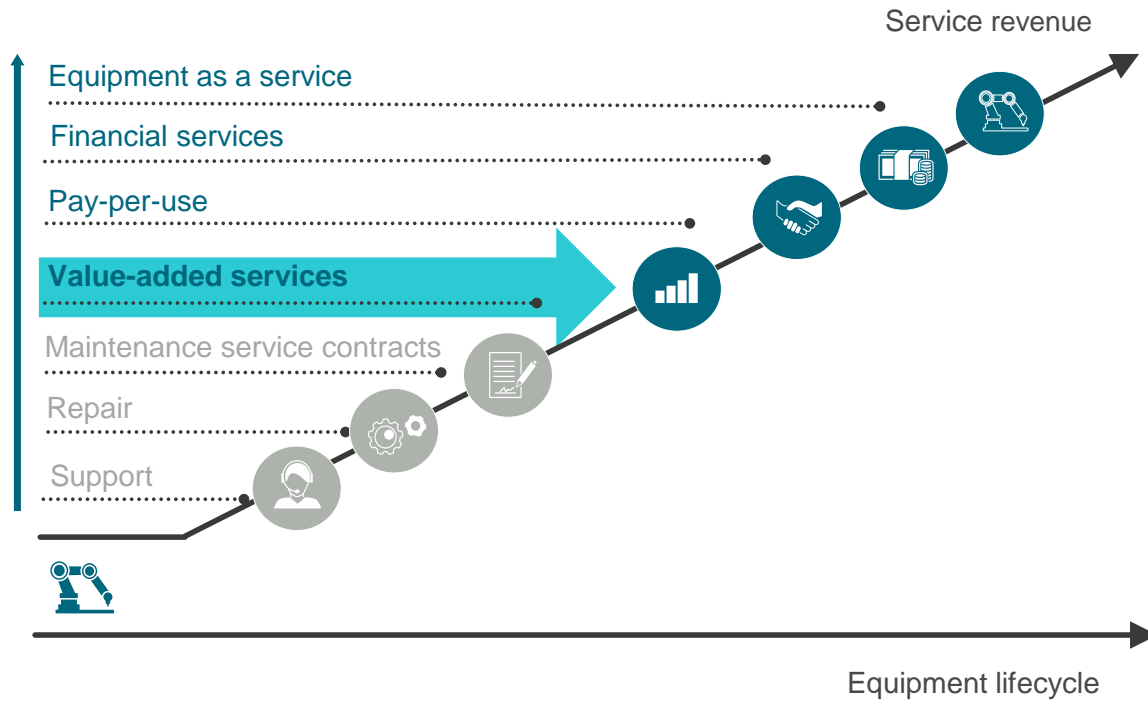 Service revenue
Equipment as a service
Financial services
Pay-per-use
Value-added services
Maintenance service contracts
Repair
Support
Equipment lifecycle